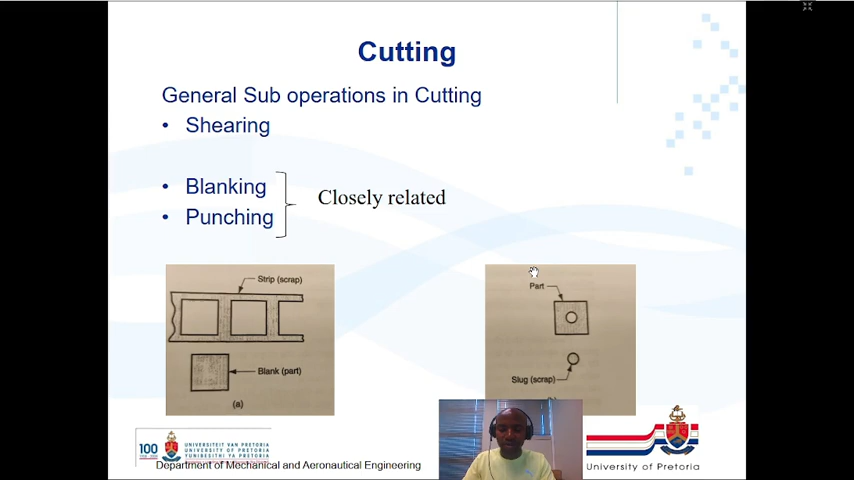 Cutting
General Sub operations in Cutting
• Shearing
• Blanking
• Punching
Closely related
Strip (scrap)
Blank (part)
(a)
Part
Slug (scrap)
100
UNIVERSITEIT VAN PRETORIA
UNIVERSITY OF PRETORIA
YUNIBESITHI YA PRETORIA
Department of Mechanical and Aeronautical Engineering
University of Pretoria